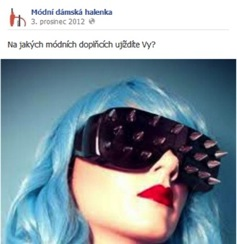 Módní dámská halenka
3. prosinec 2012
Na jakých módních doplňcích ujíždíte Vy?